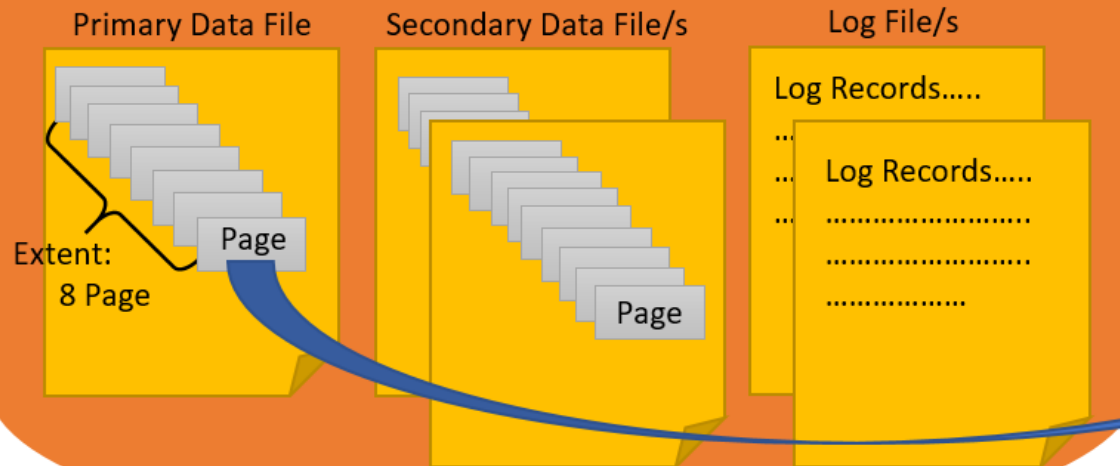 Primary Data File
Secondary Data File/s
Log File/s
Extent:
8 Page
Page
Page
Log Records…..
...
...
...
Log Records…..
…………………….
…………………….
………………